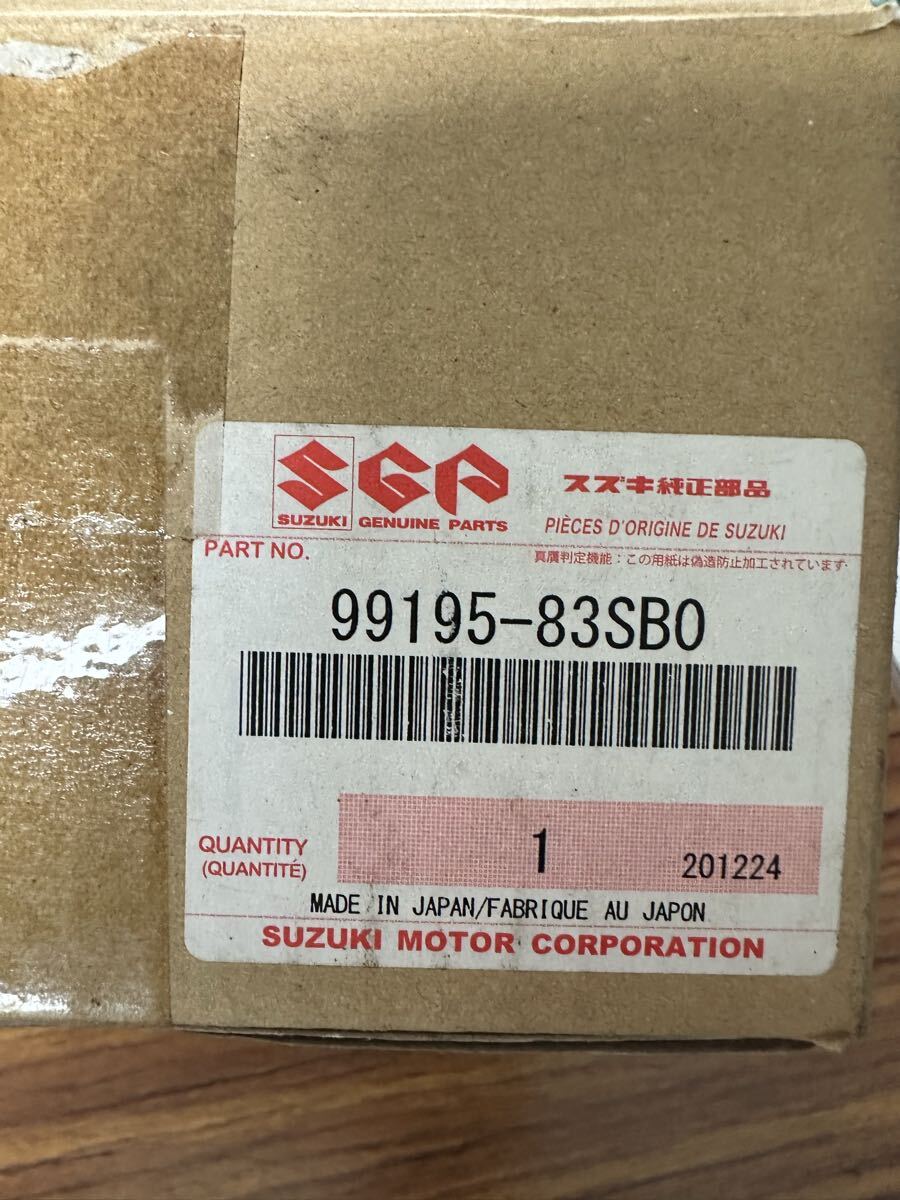 SGP
SUZUKI GENUINE PARTS
スズキ純正部品
PIÈCES D'ORIGINE DE SUZUKI
PART NO.
真贋判定機能：この用紙は偽造防止加工されています
99195-83SB0
QUANTITY
(QUANTITÉ)
1
201224
MADE IN JAPAN/FABRIQUE AU JAPON
SUZUKI MOTOR CORPORATION